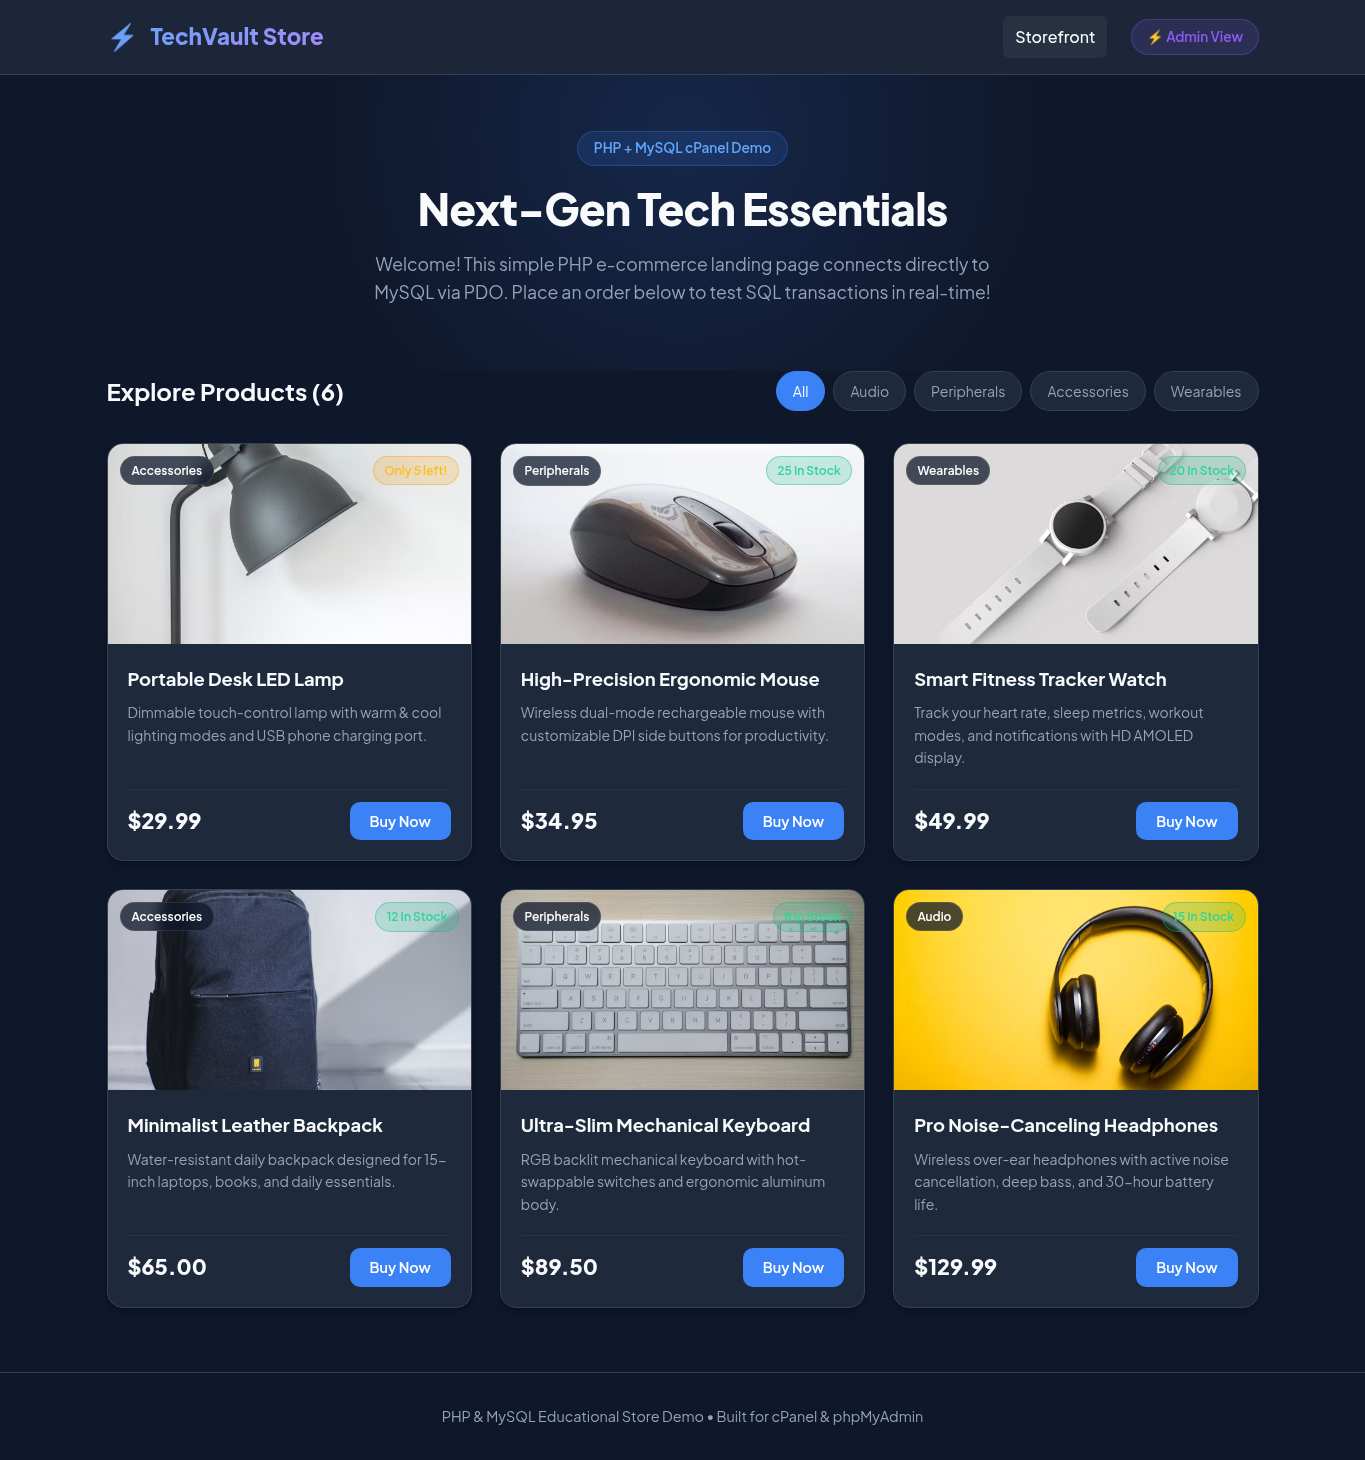 ⚡ TechVault Store
Storefront
⚡ Admin View
PHP + MySQL cPanel Demo
Next-Gen Tech Essentials
Welcome! This simple PHP e-commerce landing page connects directly to
MySQL via PDO. Place an order below to test SQL transactions in real-time!
Explore Products (6)
All
Audio
Peripherals
Accessories
Wearables
Accessories
Only 5 left!
Peripherals
25 In Stock
Wearables
20 In Stock
Portable Desk LED Lamp
Dimmable touch-control lamp with warm & cool
lighting modes and USB phone charging port.
$29.99
Buy Now
High-Precision Ergonomic Mouse
Wireless dual-mode rechargeable mouse with
customizable DPI side buttons for productivity.
$34.95
Buy Now
Smart Fitness Tracker Watch
Track your heart rate, sleep metrics, workout
modes, and notifications with HD AMOLED
display.
$49.99
Buy Now
Accessories
12 In Stock
Peripherals
In Stock
Audio
15 In Stock
Minimalist Leather Backpack
Water-resistant daily backpack designed for 15-
inch laptops, books, and daily essentials.
$65.00
Buy Now
Ultra-Slim Mechanical Keyboard
RGB backlit mechanical keyboard with hot-
swappable switches and ergonomic aluminum
body.
$89.50
Buy Now
Pro Noise-Canceling Headphones
Wireless over-ear headphones with active noise
cancellation, deep bass, and 30-hour battery
life.
$129.99
Buy Now
PHP & MySQL Educational Store Demo • Built for cPanel & phpMyAdmin